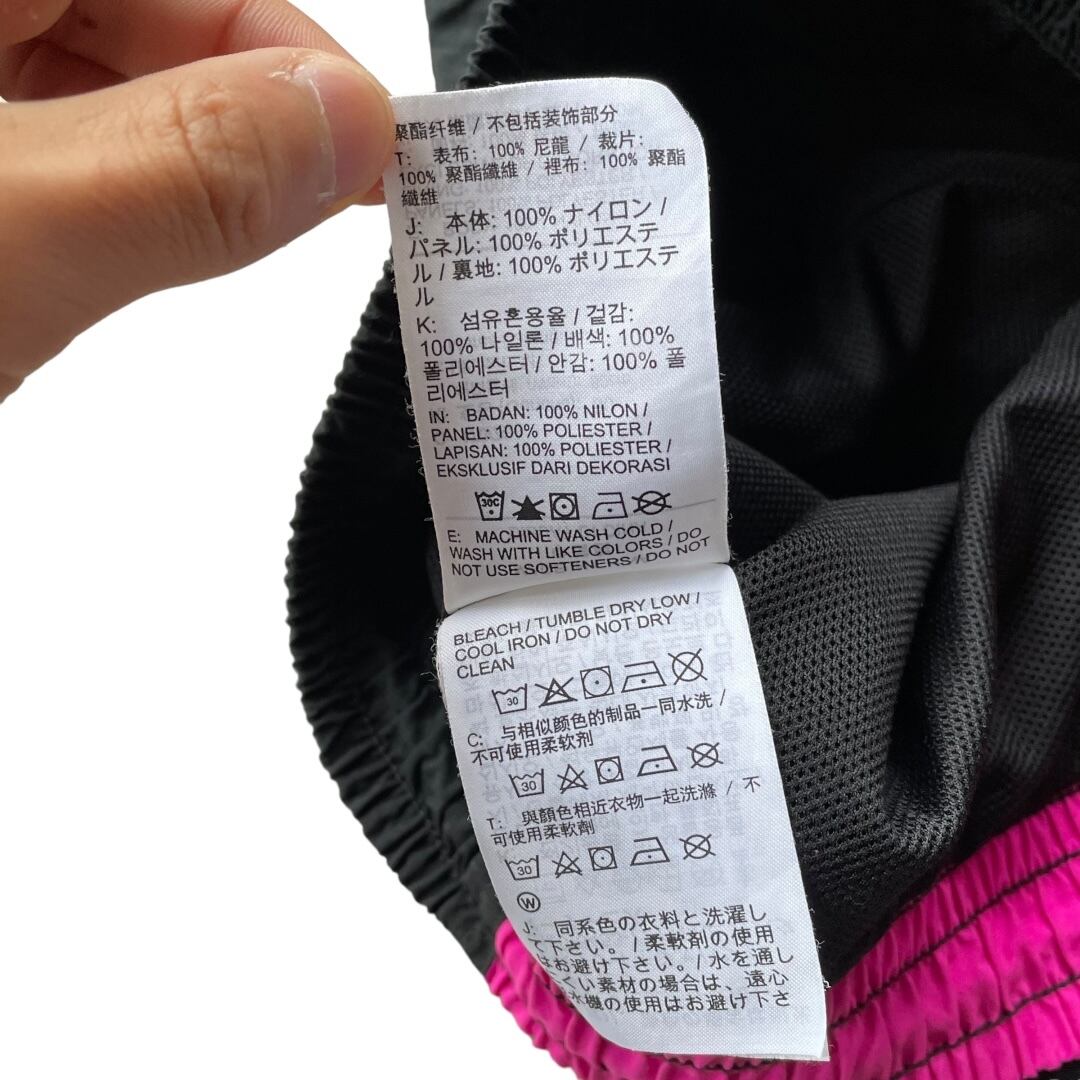 聚酯纤维 / 不包括装饰部分
T: 表布: 100% 尼龍 / 裁片:
100% 聚酯纖維 / 裡布: 100% 聚酯
纖維
J: 本体: 100% ナイロン /
パネル: 100% ポリエステ
ル / 裏地: 100% ポリエステ
ル
K: 섬유혼용율 / 겉감:
100% 나일론 / 배색: 100%
폴리에스터 / 안감: 100% 폴
리에스터
IN: BADAN: 100% NILON /
PANEL: 100% POLIESTER /
LAPISAN: 100% POLIESTER /
EKSKLUSIF DARI DEKORASI
30C
E: MACHINE WASH COLD /
WASH WITH LIKE COLORS / DO
NOT USE SOFTENERS / DO NOT
BLEACH / TUMBLE DRY LOW /
COOL IRON / DO NOT DRY
CLEAN
30
C: 与相似颜色的制品一同水洗 /
不可使用柔软剂
30
T: 與顏色相近衣物一起洗滌 / 不
可使用柔軟劑
30
W
J: 同系色の衣料と洗濯し
て下さい。/ 柔軟剤の使用
はお避け下さい。/ 水を通し
くい素材の場合は、遠心
水機の使用はお避け下さ